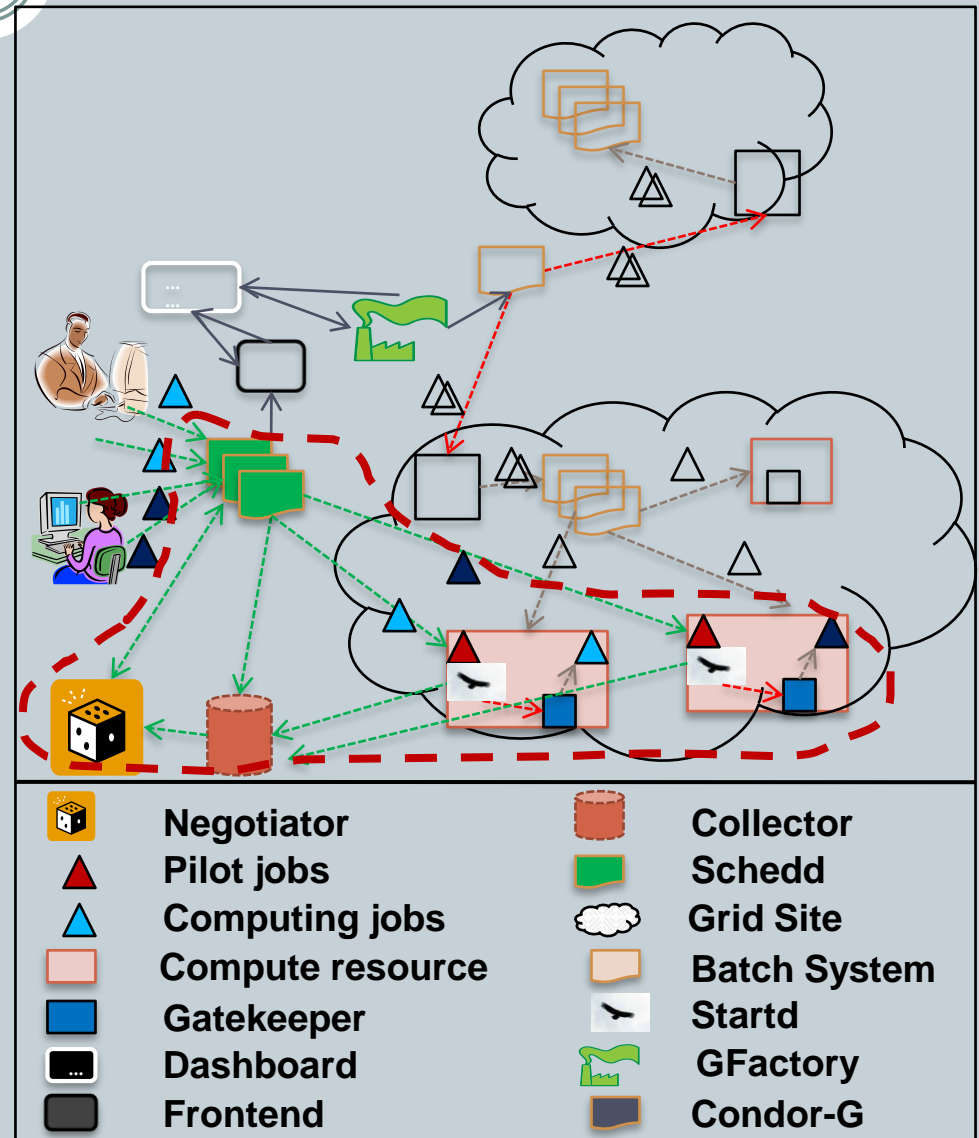 ...
...
Negotiator
Collector
Pilot jobs
Schedd
Computing jobs
Grid Site
Compute resource
Batch System
Gatekeeper
Startd
...
Dashboard
GFactory
Frontend
Condor-G